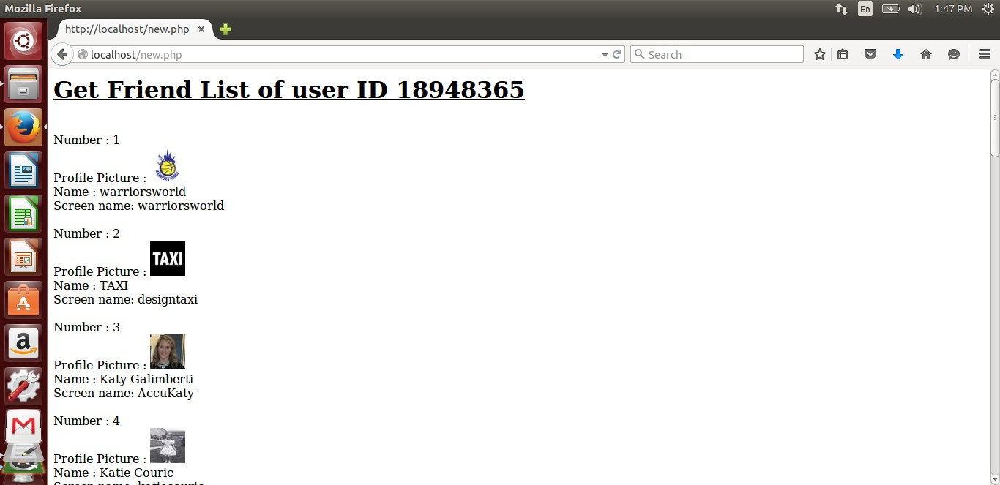 Mozilla Firefox
En
1:47 PM
http://localhost/new.php
localhost/new.php
Search
Get Friend List of user ID 18948365
Number : 1
Profile Picture :
Name : warriorsworld
Screen name: warriorsworld
Number : 2
TAXI
Profile Picture :
Name : TAXI
Screen name: designtaxi
Number : 3
Profile Picture :
Name : Katy Galimberti
Screen name: AccuKaty
Number : 4
Profile Picture :
Name : Katie Couric
Screen name: katiecouric